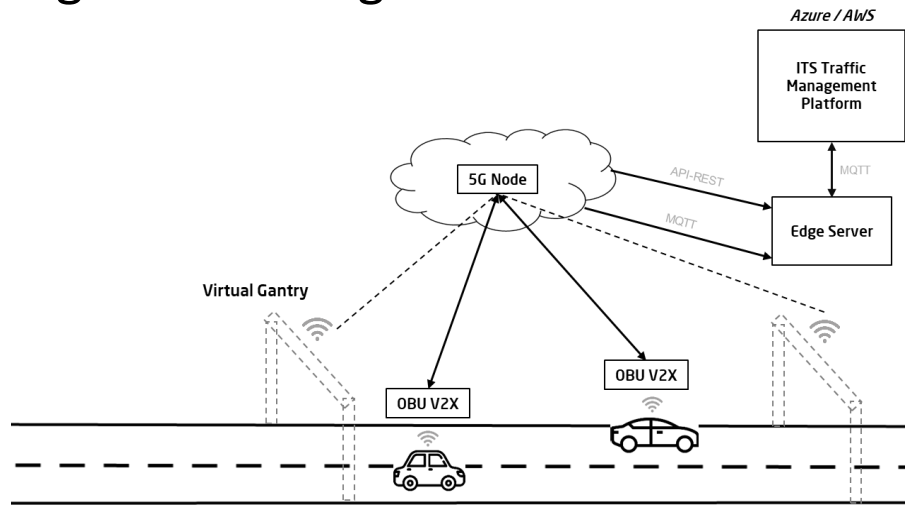 Azure / AWS
ITS Traffic
Management
Platform
5G Node
API-REST
MQTT
MQTT
Edge Server
Virtual Gantry
OBU V2X
OBU V2X